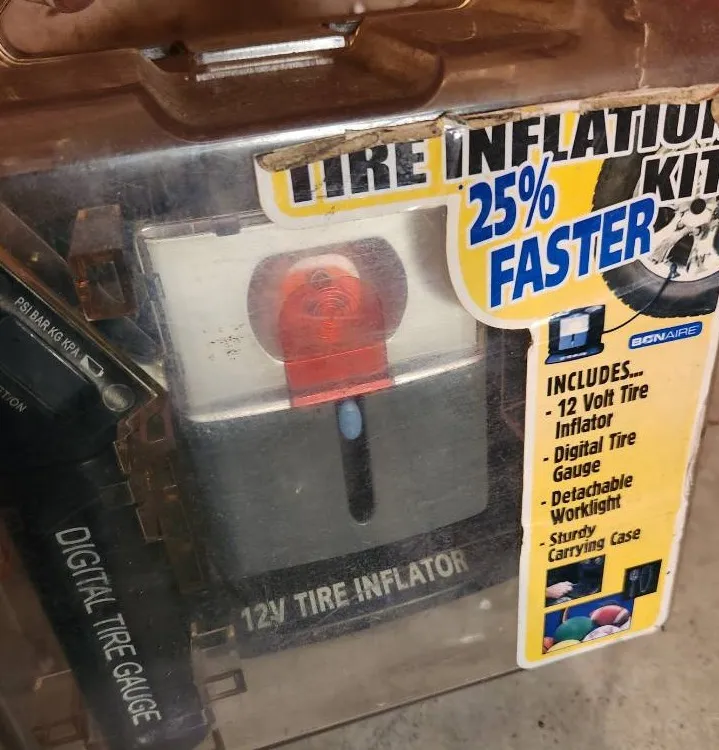 TIRE INFLATION
KIT
25%
FASTER
BONAIRE
INCLUDES...
- 12 Volt Tire
Inflator
- Digital Tire
Gauge
- Detachable
Worklight
- Sturdy
Carrying Case
PSI BAR KG KPA
12V TIRE INFLATOR
DIGITAL TIRE GAUGE